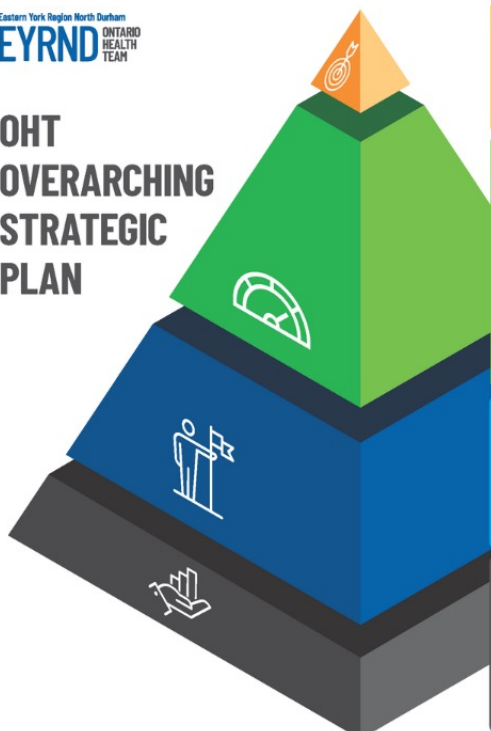 Eastern York Region North Durham
EYRND ONTARIO
HEALTH
TEAM
OHT
OVERARCHING
STRATEGIC
PLAN